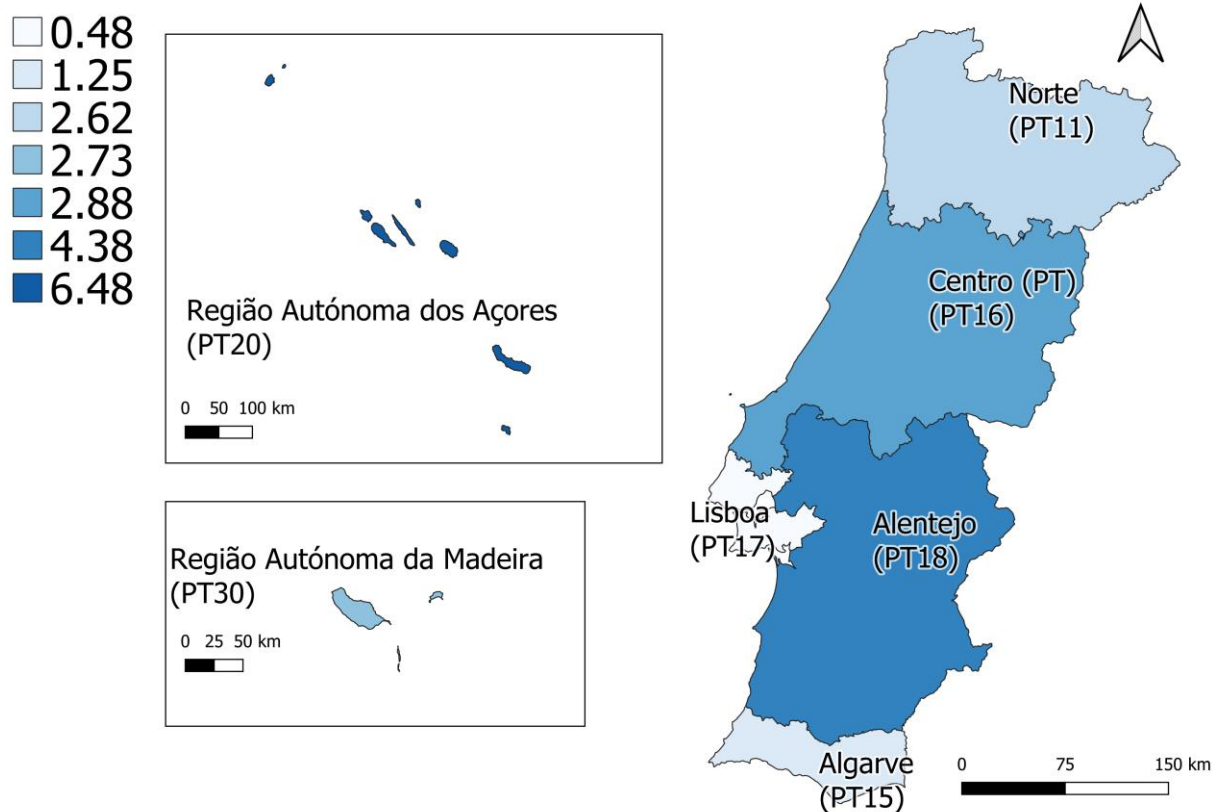 0.48
1.25
2.62
2.73
2.88
4.38
6.48
Região Autónoma dos Açores
(PT20)
0 50 100 km
Região Autónoma da Madeira
(PT30)
0 25 50 km
Norte
(PT11)
Centro (PT)
(PT16)
Lisboa
(PT17)
Alentejo
(PT18)
Algarve
(PT15)
0 75 150 km